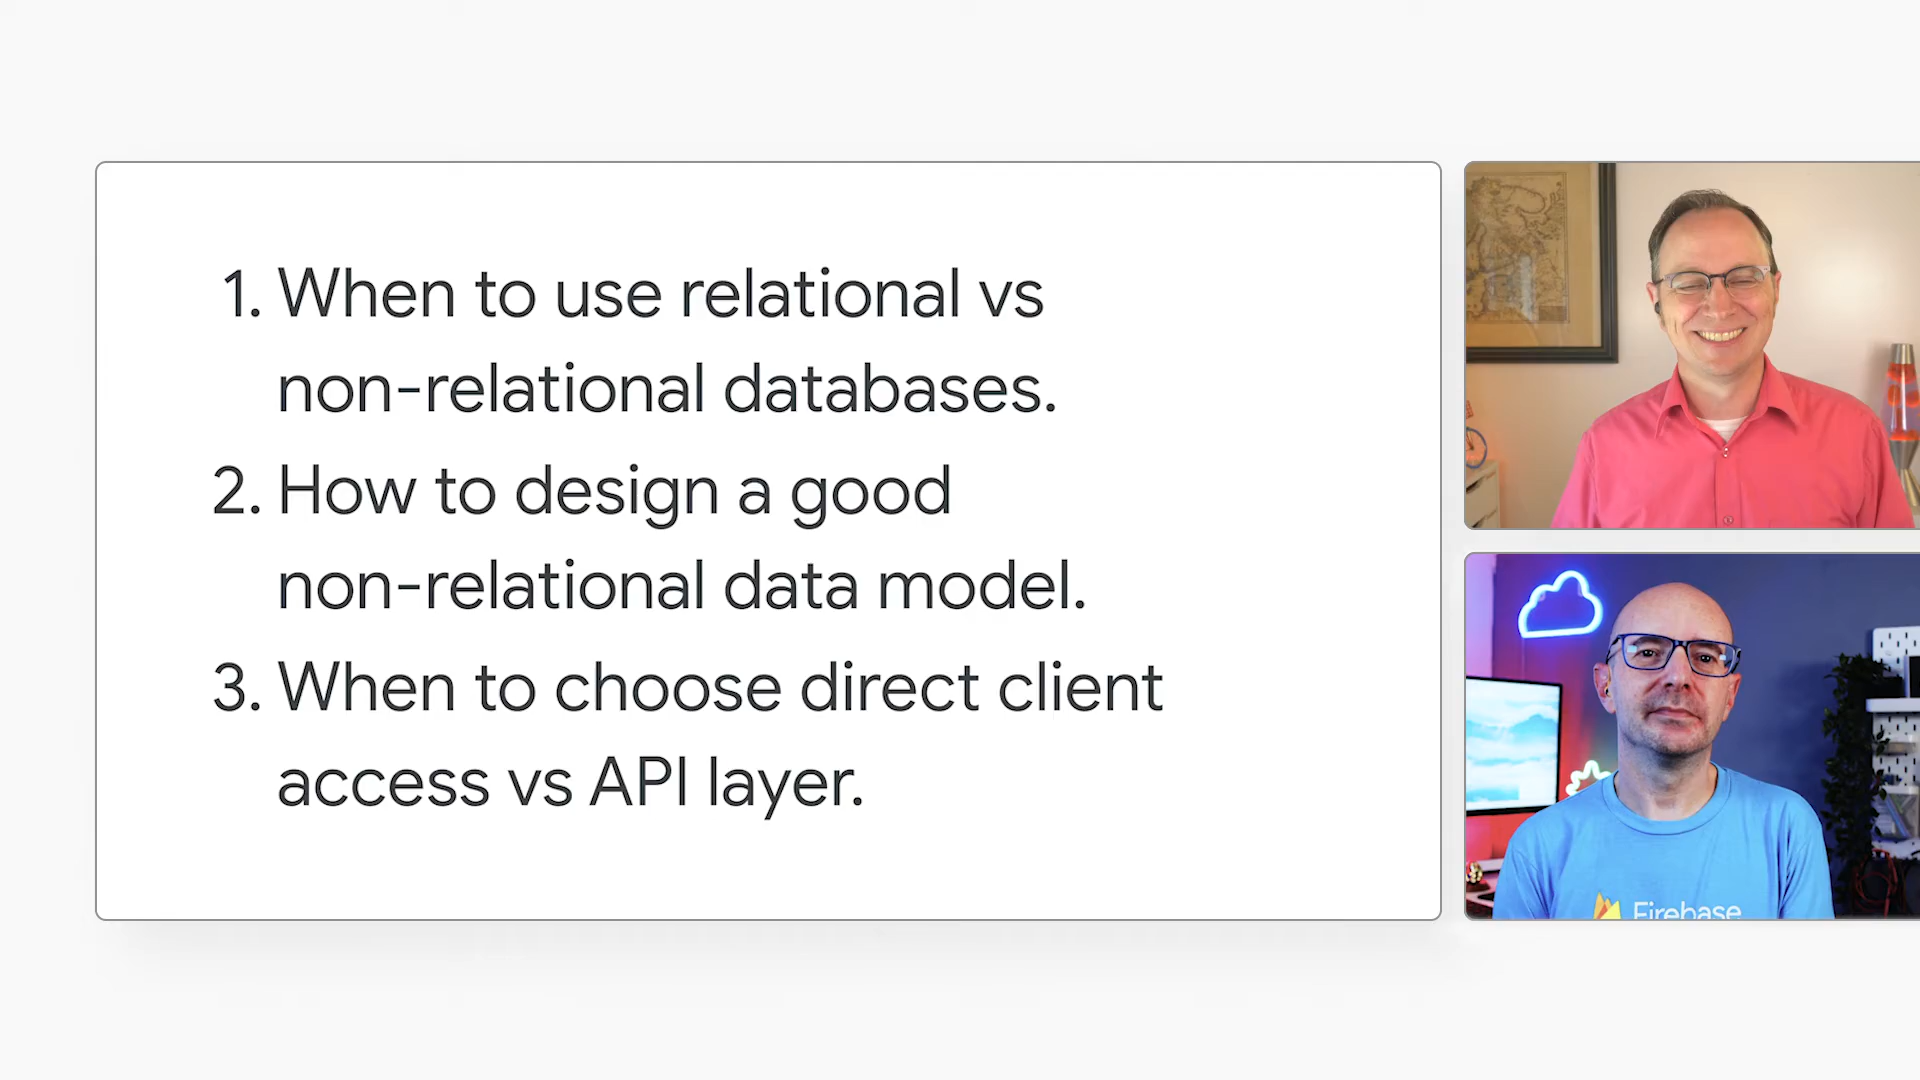 1. When to use relational vs
non-relational databases.
2. How to design a good
non-relational data model.
3. When to choose direct client
access vs API layer.
Firebase